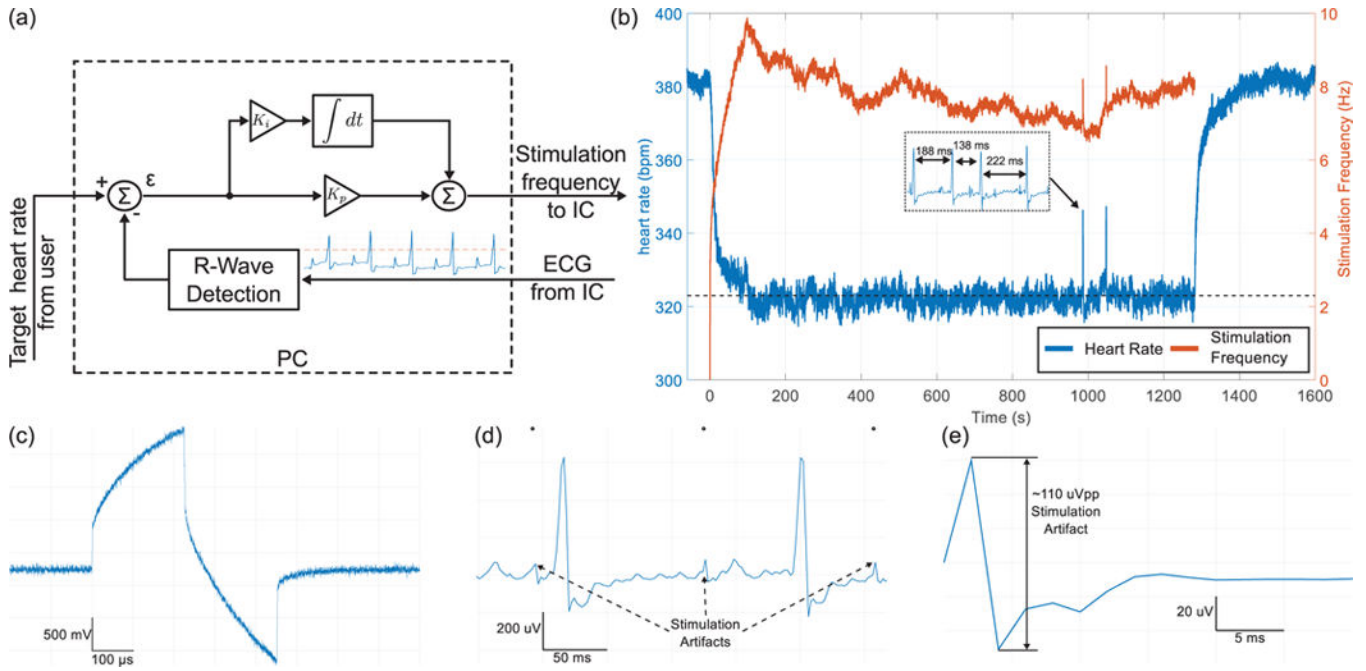 (a)
K_i
∫ dt
+
Σ
ε
-
K_p
Σ
Stimulation
frequency
to IC
Target heart rate
from user
R-Wave
Detection
ECG
from IC
PC
(b)
400
380
360
340
320
300
heart rate (bpm)
10
8
6
4
2
0
Stimulation Frequency (Hz)
188 ms
138 ms
222 ms
Heart Rate
Stimulation
Frequency
0 200 400 600 800 1000 1200 1400 1600
Time (s)
(c)
500 mV
100 µs
(d)
Stimulation
Artifacts
200 uV
50 ms
(e)
~110 uVpp
Stimulation
Artifact
20 uV
5 ms